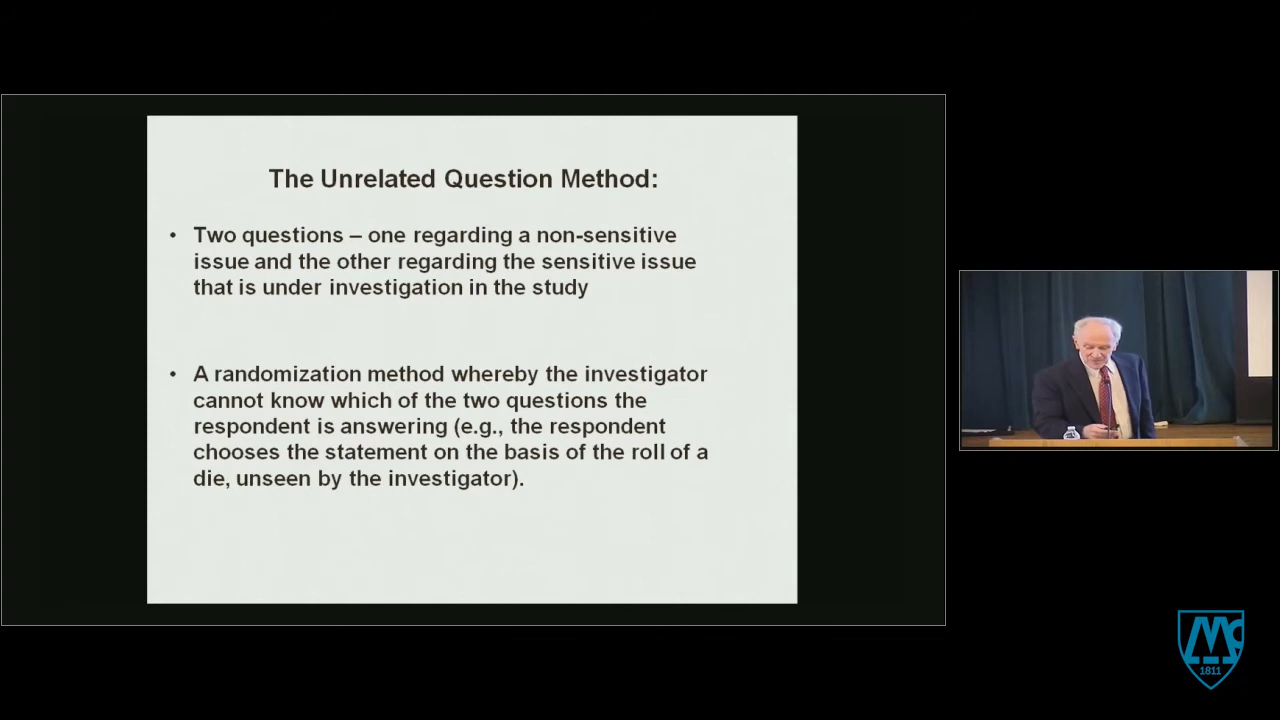 The Unrelated Question Method:
• Two questions – one regarding a non-sensitive
issue and the other regarding the sensitive issue
that is under investigation in the study
• A randomization method whereby the investigator
cannot know which of the two questions the
respondent is answering (e.g., the respondent
chooses the statement on the basis of the roll of a
die, unseen by the investigator).
1811